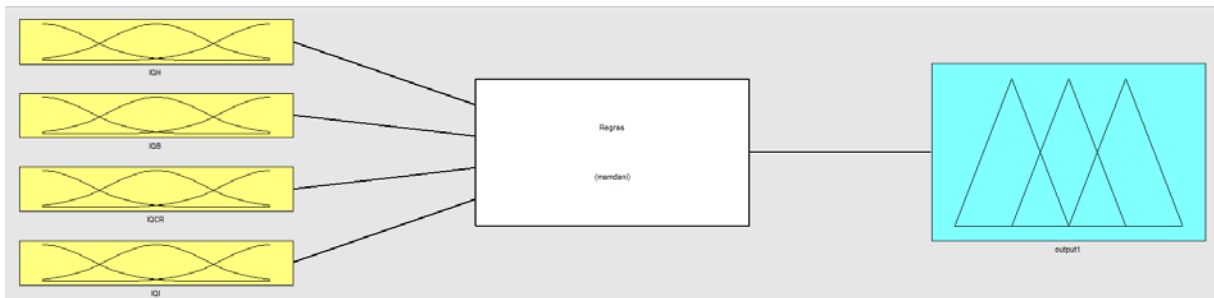 IQH
IQB
IQCR
IQI
Regras
(mamdani)
output1